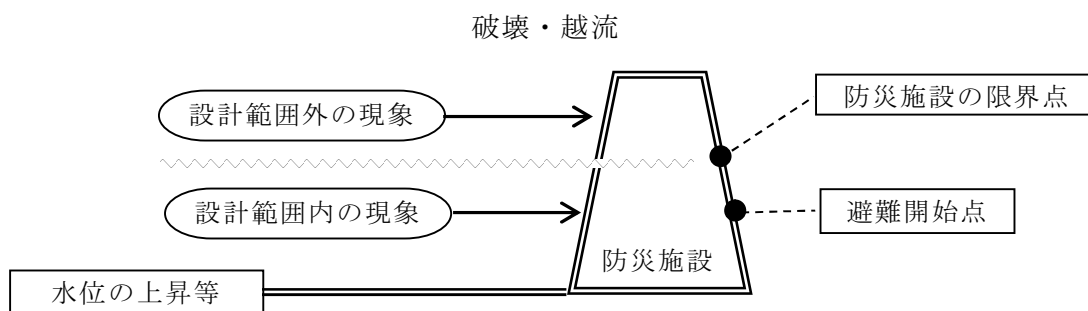 破壊・越流
設計範囲外の現象
防災施設の限界点
設計範囲内の現象
避難開始点
防災施設
水位の上昇等